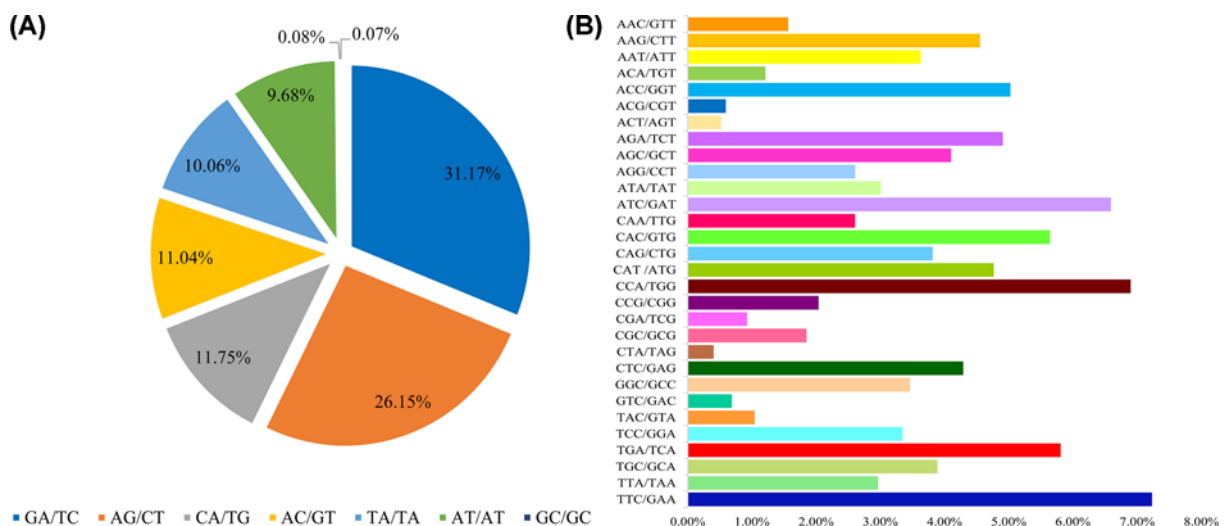 (A)
0.08%
0.07%
9.68%
31.17%
10.06%
11.04%
11.75%
26.15%
GA/TC AG/CT CA/TG AC/GT TA/TA AT/AT GC/GC
(B)
AAC/GTT
AAG/CTT
AAT/ATT
ACA/TGT
ACC/GGT
ACG/CGT
ACT/AGT
AGA/TCT
AGC/GCT
AGG/CCT
ATA/TAT
ATC/GAT
CAA/TTG
CAC/GTG
CAG/CTG
CAT /ATG
CCA/TGG
CCG/CGG
CGA/TCG
CGC/GCG
CTA/TAG
CTC/GAG
GGC/GCC
GTC/GAC
TAC/GTA
TCC/GGA
TGA/TCA
TGC/GCA
TTA/TAA
TTC/GAA
0.00% 1.00% 2.00% 3.00% 4.00% 5.00% 6.00% 7.00% 8.00%